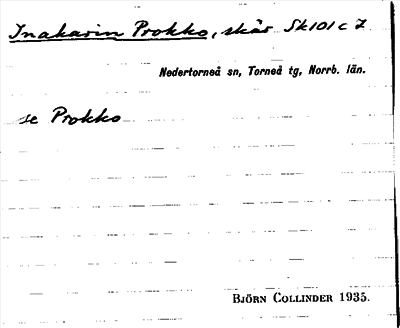 Inakarin Prokko, skär Sk101c7
Nedertorneå sn, Torneå tg, Norrb. län.
se Prokko
BJÖRN COLLINDER 1935.